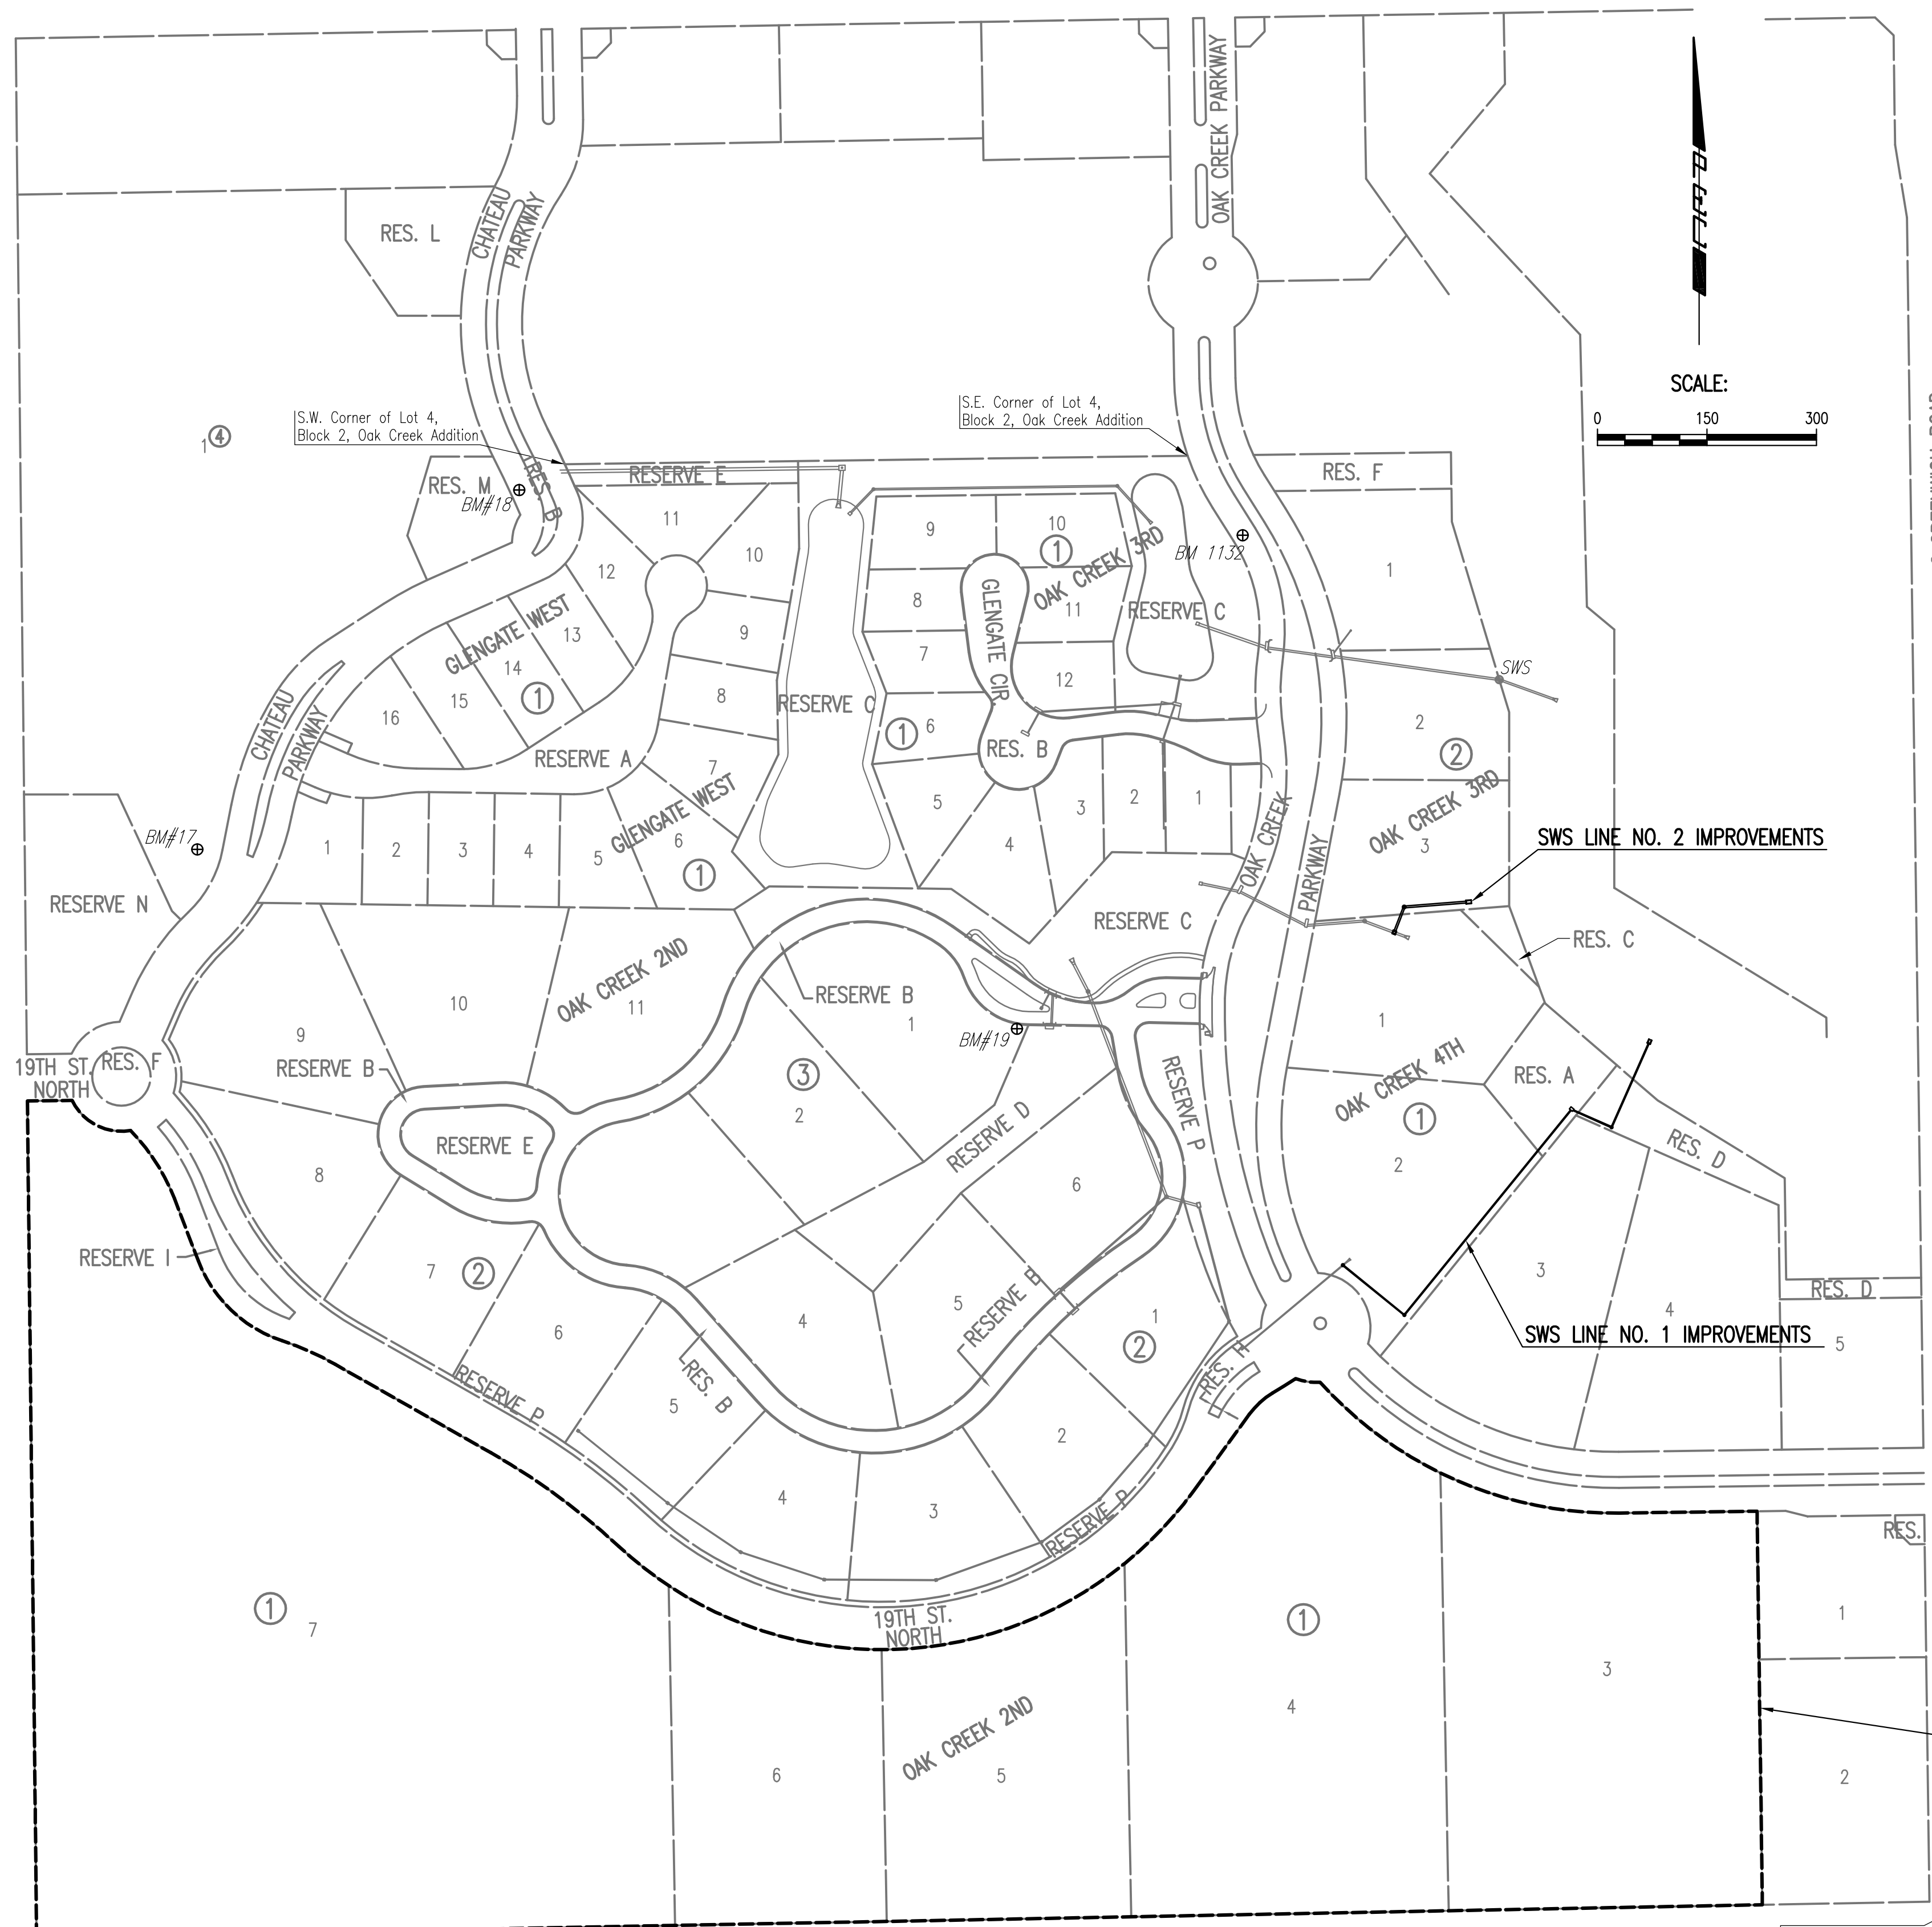 OAK CREEK PARKWAY
CHATEAU
PARKWAY
RES. L
SCALE:
0 150 300
S.W. Corner of Lot 4,
Block 2, Oak Creek Addition
S.E. Corner of Lot 4,
Block 2, Oak Creek Addition
1 4
RES. M
BM#18
RES. B
RESERVE E
RES. F
11
10
12
9
13
14
15
16
8
7
6
5
4
3
2
1
GLENGATE WEST
1
RESERVE A
GLENGATE WEST
1
RESERVE C
9
10
1
OAK CREEK 3RD
8
11
7
12
6
1
5
4
3
2
1
GLENGATE CIR.
RES. B
BM 1132
RESERVE C
SWS
1
2
2
OAK CREEK 3RD
3
OAK CREEK
PARKWAY
SWS LINE NO. 2 IMPROVEMENTS
RES. C
CHATEAU
PARKWAY
BM#17
RESERVE N
RESERVE C
OAK CREEK 2ND
9
10
11
RESERVE B
1
BM#19
3
2
RESERVE B
RESERVE E
19TH ST.
NORTH
RES. F
8
RESERVE I
7
2
6
5
4
3
2
1
2
RESERVE D
6
5
4
RESERVE B
RES. B
RESERVE P
RESERVE P
RESERVE P
RES.
1
OAK CREEK 4TH
1
2
RES. A
RES. D
RES. D
3
4
5
SWS LINE NO. 1 IMPROVEMENTS
RES.
19TH ST.
NORTH
1
7
6
OAK CREEK 2ND
5
1
4
3
1
2